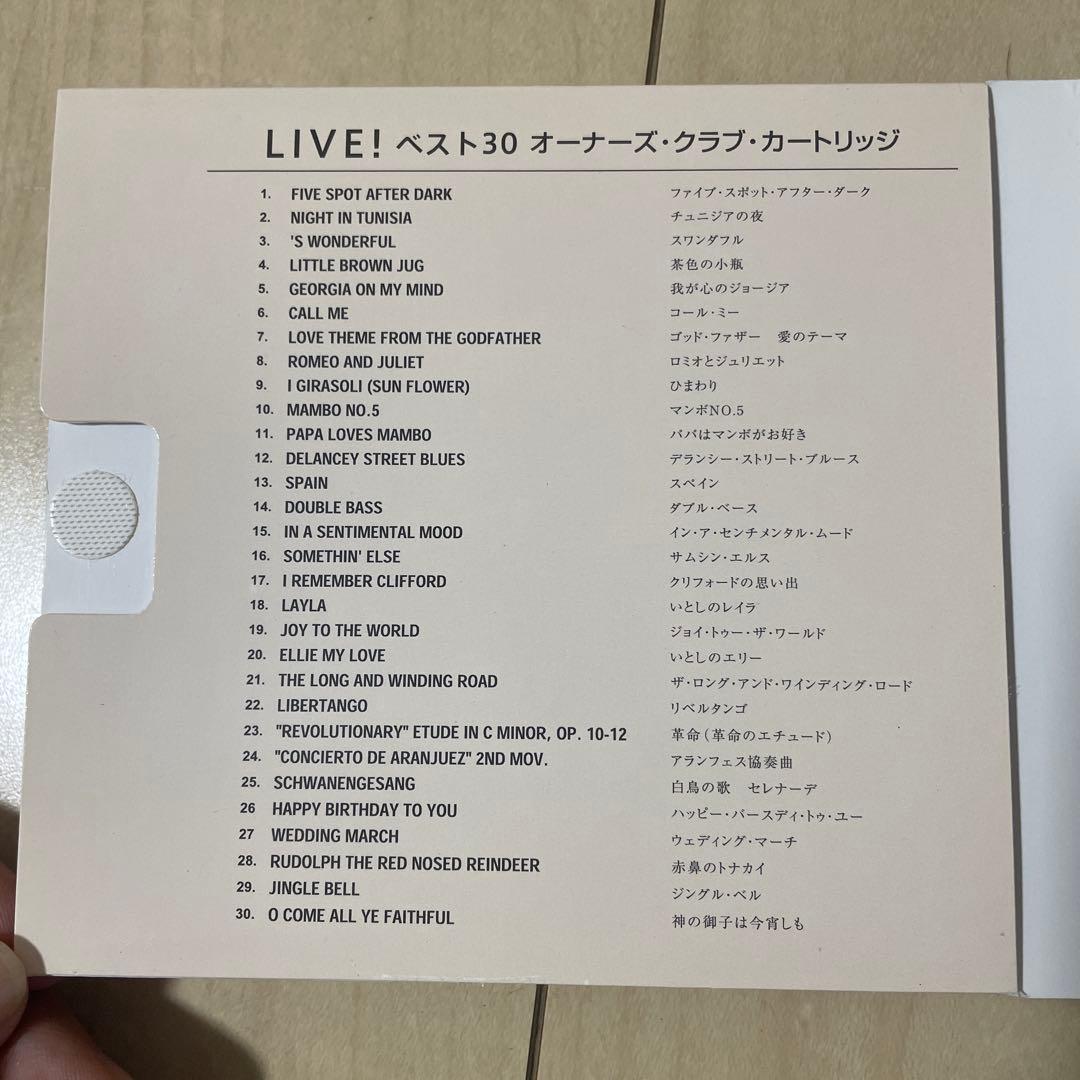 LIVE! ベスト30 オーナーズ・クラブ・カートリッジ
1. FIVE SPOT AFTER DARK ファイブ・スポット・アフター・ダーク
2. NIGHT IN TUNISIA チュニジアの夜
3. 'S WONDERFUL スワンダフル
4. LITTLE BROWN JUG 茶色の小瓶
5. GEORGIA ON MY MIND 我が心のジョージア
6. CALL ME コール・ミー
7. LOVE THEME FROM THE GODFATHER ゴッド・ファザー 愛のテーマ
8. ROMEO AND JULIET ロミオとジュリエット
9. I GIRASOLI (SUN FLOWER) ひまわり
10. MAMBO NO.5 マンボNO.5
11. PAPA LOVES MAMBO パパはマンボがお好き
12. DELANCEY STREET BLUES デランシー・ストリート・ブルース
13. SPAIN スペイン
14. DOUBLE BASS ダブル・ベース
15. IN A SENTIMENTAL MOOD イン・ア・センチメンタル・ムード
16. SOMETHIN' ELSE サムシン・エルス
17. I REMEMBER CLIFFORD クリフォードの思い出
18. LAYLA いとしのレイラ
19. JOY TO THE WORLD ジョイ・トゥー・ザ・ワールド
20. ELLIE MY LOVE いとしのエリー
21. THE LONG AND WINDING ROAD ザ・ロング・アンド・ワインディング・ロード
22. LIBERTANGO リベルタンゴ
23. "REVOLUTIONARY" ETUDE IN C MINOR, OP. 10-12 革命(革命のエチュード)
24. "CONCIERTO DE ARANJUEZ" 2ND MOV. アランフェス協奏曲
25. SCHWANENGESANG 白鳥の歌 セレナーデ
26 HAPPY BIRTHDAY TO YOU ハッピー・バースディ・トゥ・ユー
27 WEDDING MARCH ウェディング・マーチ
28. RUDOLPH THE RED NOSED REINDEER 赤鼻のトナカイ
29. JINGLE BELL ジングル・ベル
30. O COME ALL YE FAITHFUL 神の御子は今宵しも